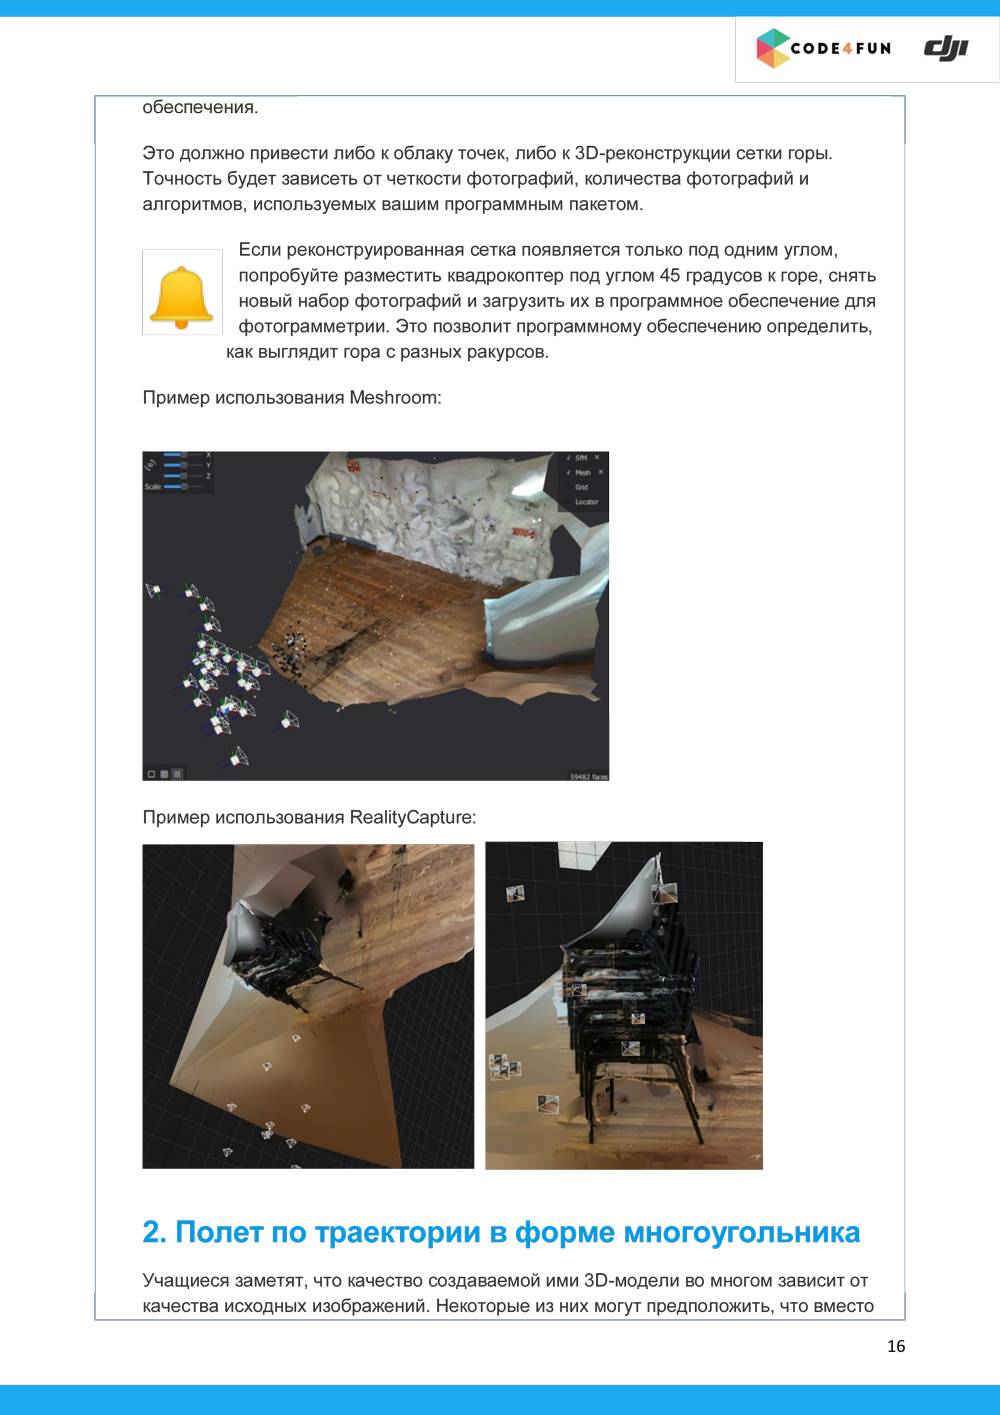 CODE4FUN dji
обеспечения.
Это должно привести либо к облаку точек, либо к 3D-реконструкции сетки горы.
Точность будет зависеть от четкости фотографий, количества фотографий и
алгоритмов, используемых вашим программным пакетом.
Если реконструированная сетка появляется только под одним углом,
попробуйте разместить квадрокоптер под углом 45 градусов к горе, снять
новый набор фотографий и загрузить их в программное обеспечение для
фотограмметрии. Это позволит программному обеспечению определить,
как выглядит гора с разных ракурсов.
Пример использования Meshroom:
X
Y
Z
Scale
SfM
Mesh
Grid
Locator
59482 faces
Пример использования RealityCapture:
2. Полет по траектории в форме многоугольника
Учащиеся заметят, что качество создаваемой ими 3D-модели во многом зависит от
качества исходных изображений. Некоторые из них могут предположить, что вместо
16